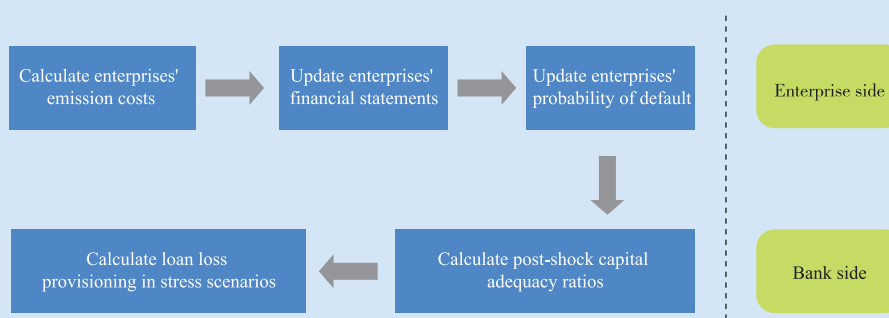 Calculate enterprises'
emission costs
Update enterprises'
financial statements
Update enterprises'
probability of default
Enterprise side
Calculate loan loss
provisioning in stress scenarios
Calculate post-shock capital
adequacy ratios
Bank side